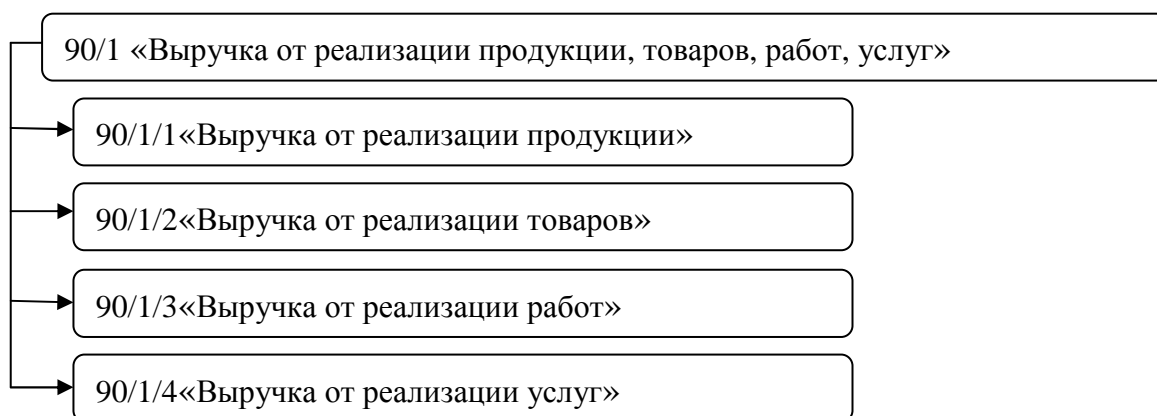 90/1 «Выручка от реализации продукции, товаров, работ, услуг»
90/1/1«Выручка от реализации продукции»
90/1/2«Выручка от реализации товаров»
90/1/3«Выручка от реализации работ»
90/1/4«Выручка от реализации услуг»